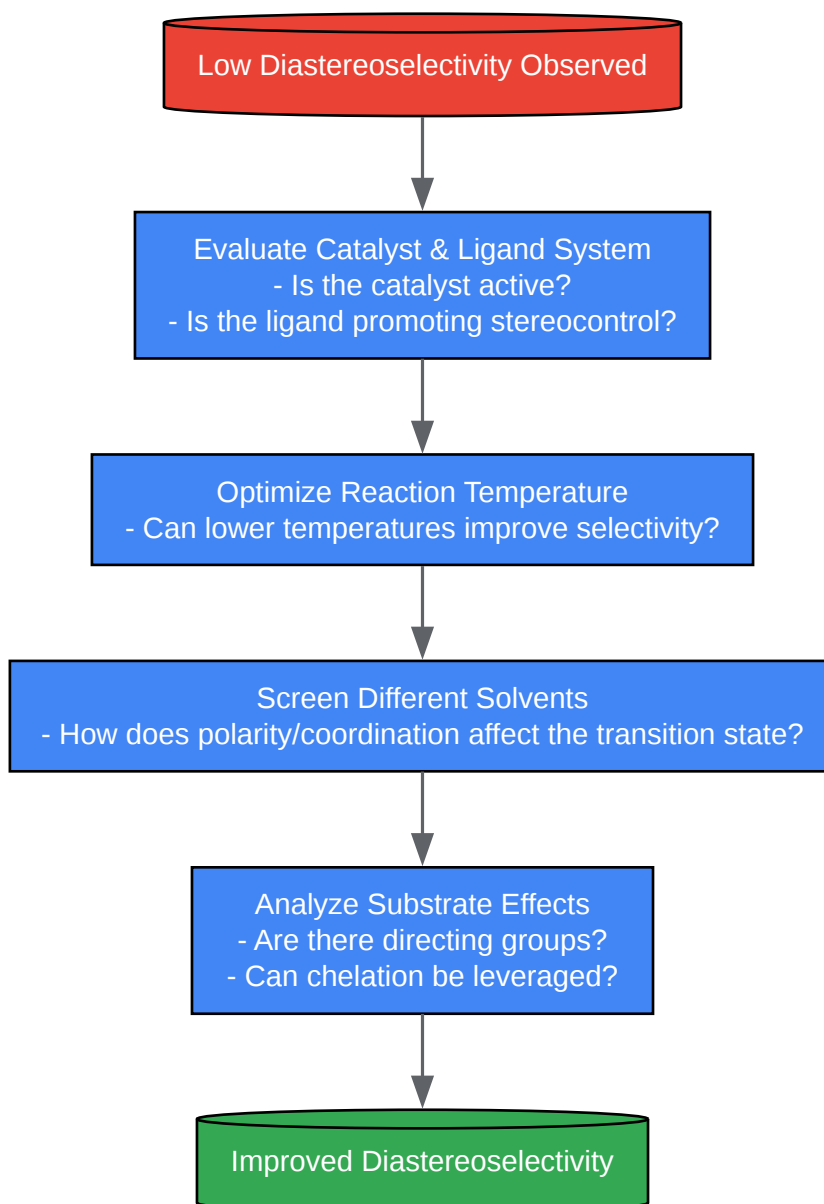 Low Diastereoselectivity Observed
Evaluate Catalyst & Ligand System
- Is the catalyst active?
- Is the ligand promoting stereocontrol?
Optimize Reaction Temperature
- Can lower temperatures improve selectivity?
Screen Different Solvents
- How does polarity/coordination affect the transition state?
Analyze Substrate Effects
- Are there directing groups?
- Can chelation be leveraged?
Improved Diastereoselectivity